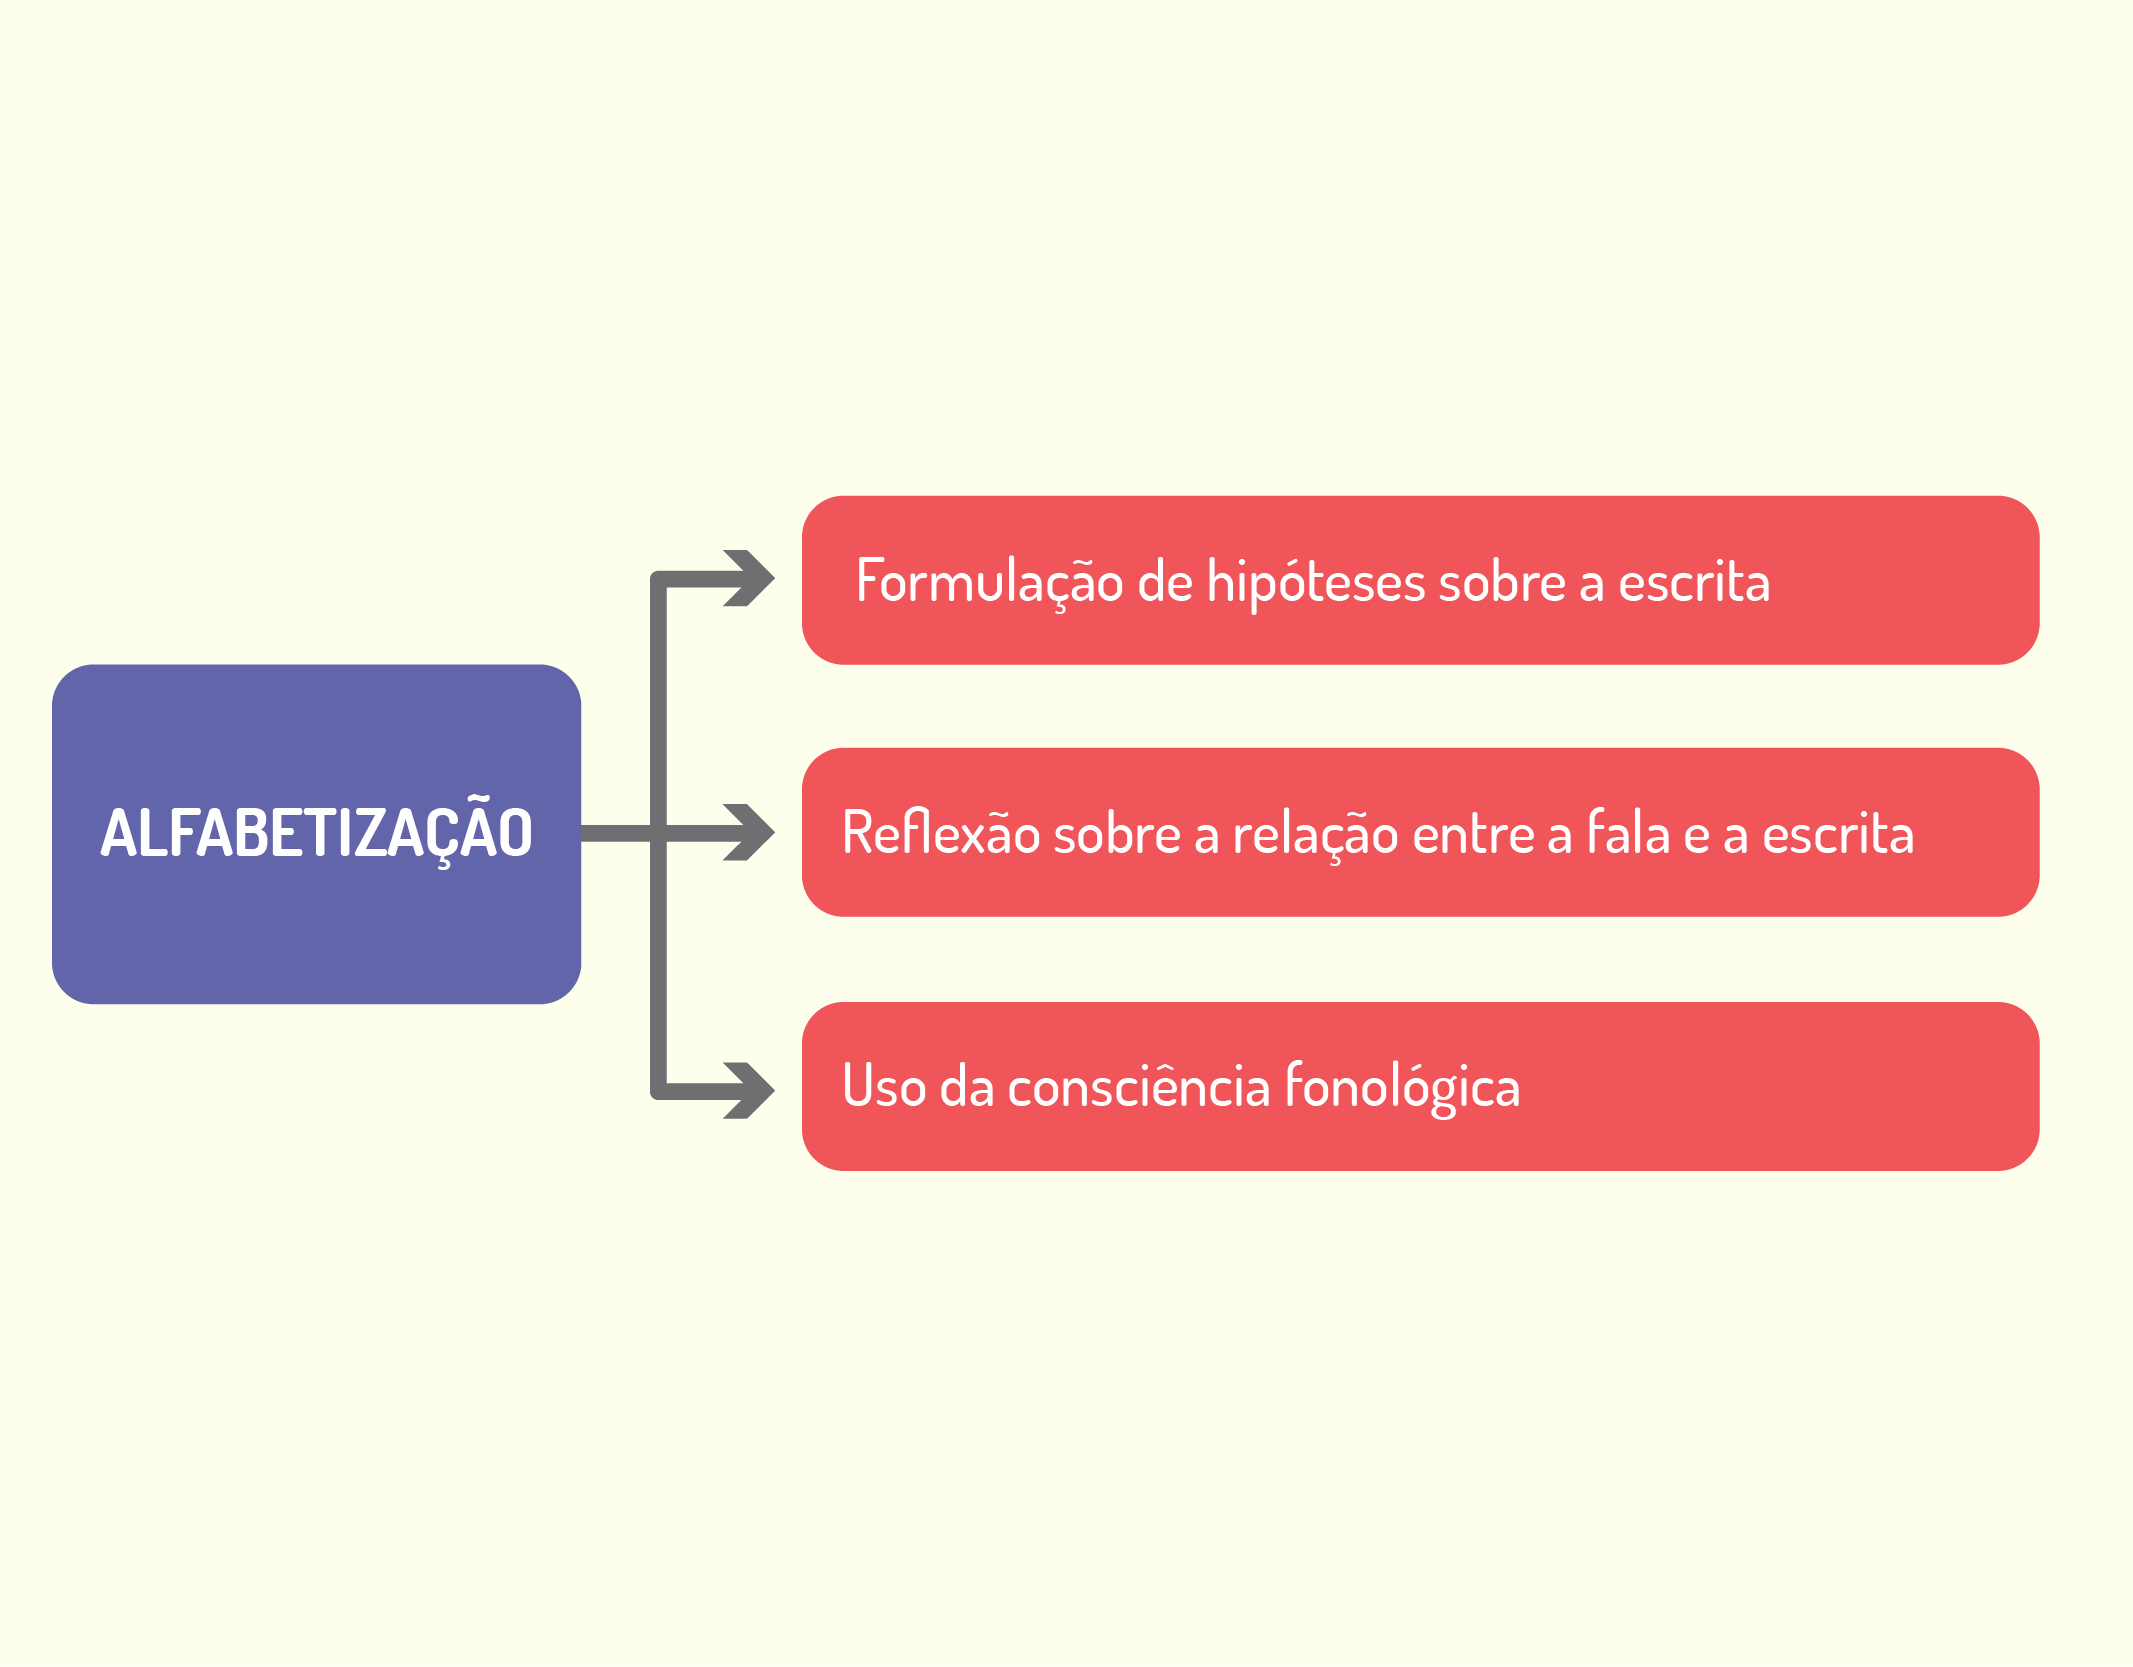 ALFABETIZAÇÃO
Formulação de hipóteses sobre a escrita
Reflexão sobre a relação entre a fala e a escrita
Uso da consciência fonológica